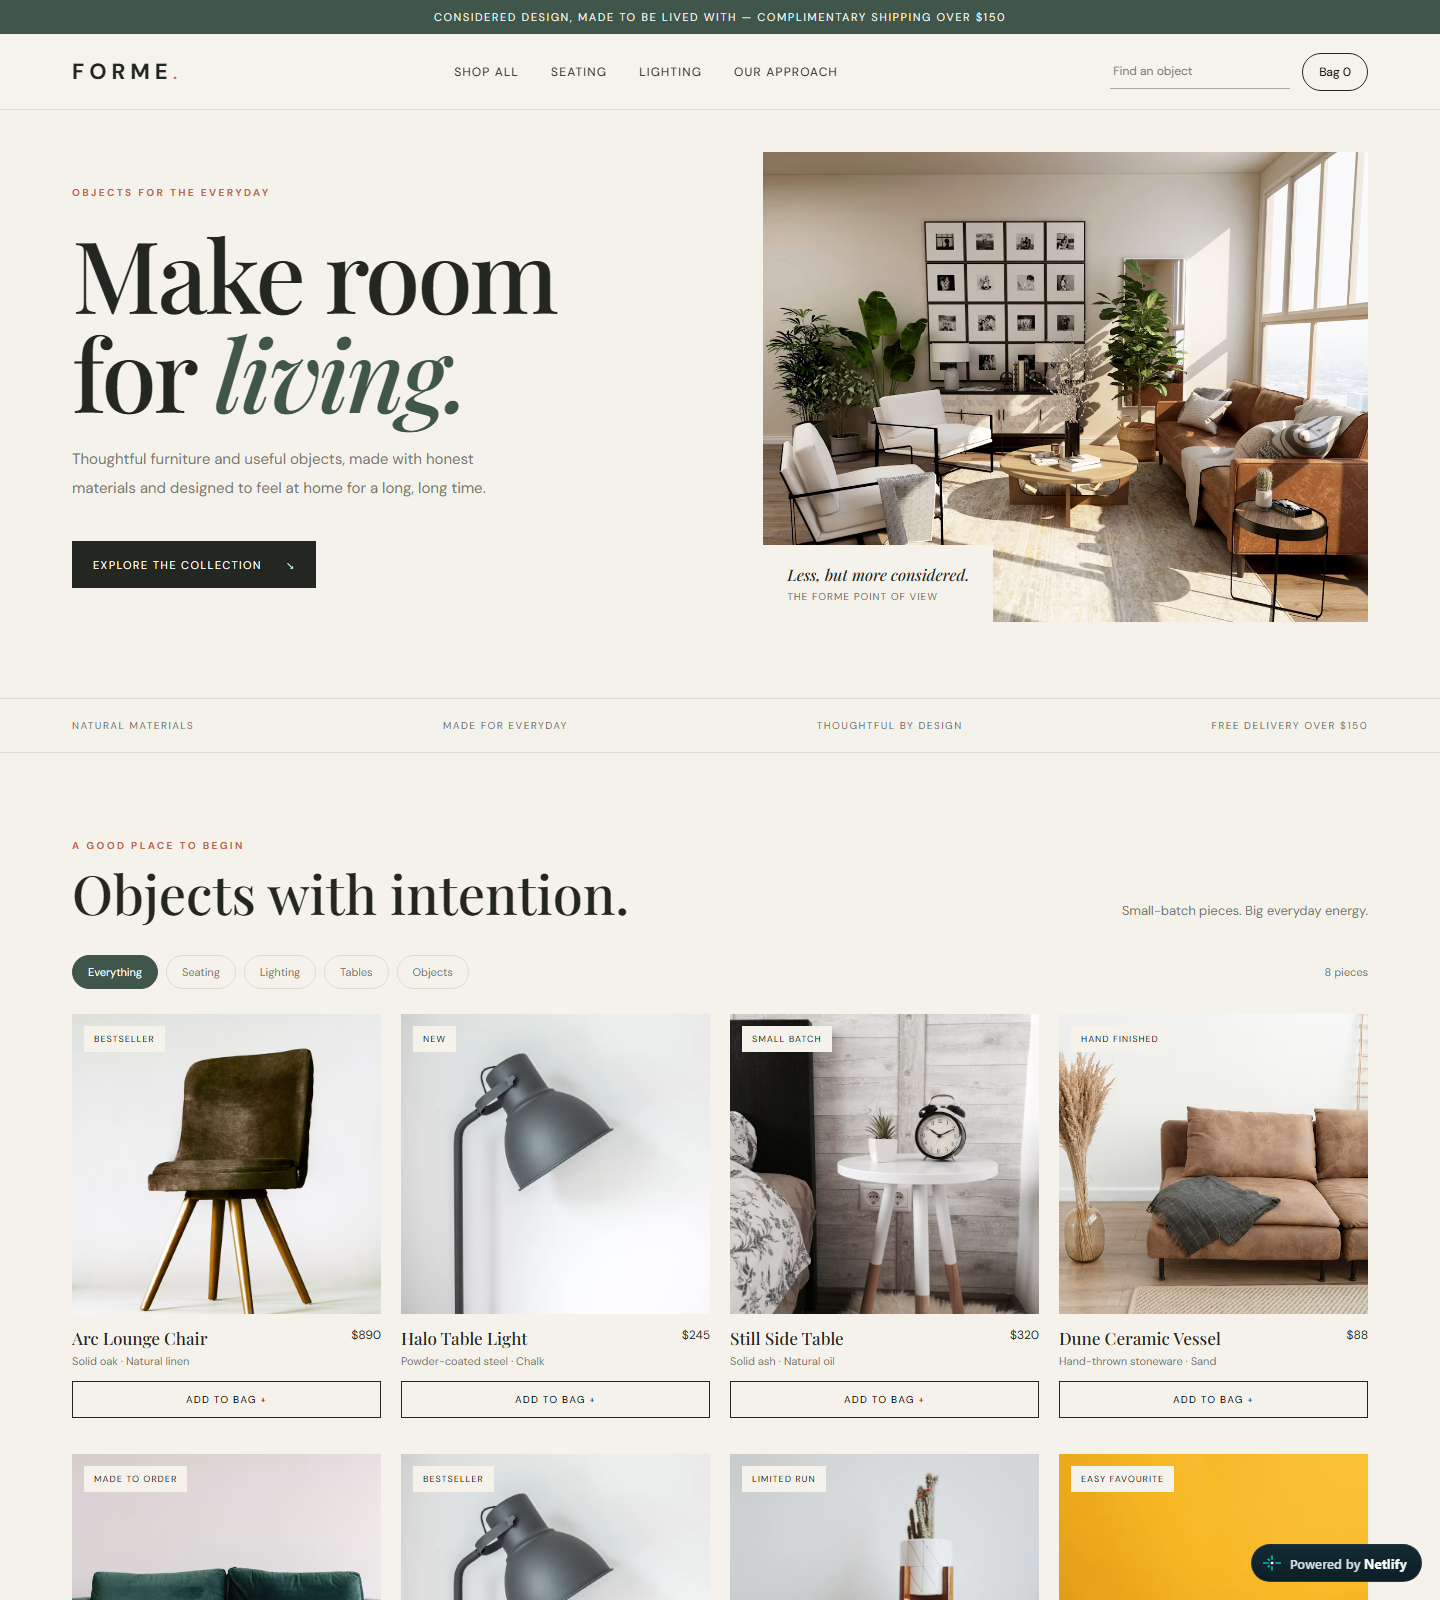 CONSIDERED DESIGN, MADE TO BE LIVED WITH — COMPLIMENTARY SHIPPING OVER $150
FORME.
SHOP ALL
SEATING
LIGHTING
OUR APPROACH
Find an object
Bag 0
OBJECTS FOR THE EVERYDAY
Make room
for living.
Thoughtful furniture and useful objects, made with honest
materials and designed to feel at home for a long, long time.
EXPLORE THE COLLECTION ↘
Less, but more considered.
THE FORME POINT OF VIEW
NATURAL MATERIALS
MADE FOR EVERYDAY
THOUGHTFUL BY DESIGN
FREE DELIVERY OVER $150
A GOOD PLACE TO BEGIN
Objects with intention.
Small-batch pieces. Big everyday energy.
Everything
Seating
Lighting
Tables
Objects
8 pieces
BESTSELLER
NEW
SMALL BATCH
HAND FINISHED
Arc Lounge Chair
$890
Solid oak · Natural linen
ADD TO BAG +
Halo Table Light
$245
Powder-coated steel · Chalk
ADD TO BAG +
Still Side Table
$320
Solid ash · Natural oil
ADD TO BAG +
Dune Ceramic Vessel
$88
Hand-thrown stoneware · Sand
ADD TO BAG +
MADE TO ORDER
BESTSELLER
LIMITED RUN
EASY FAVOURITE
Powered by Netlify